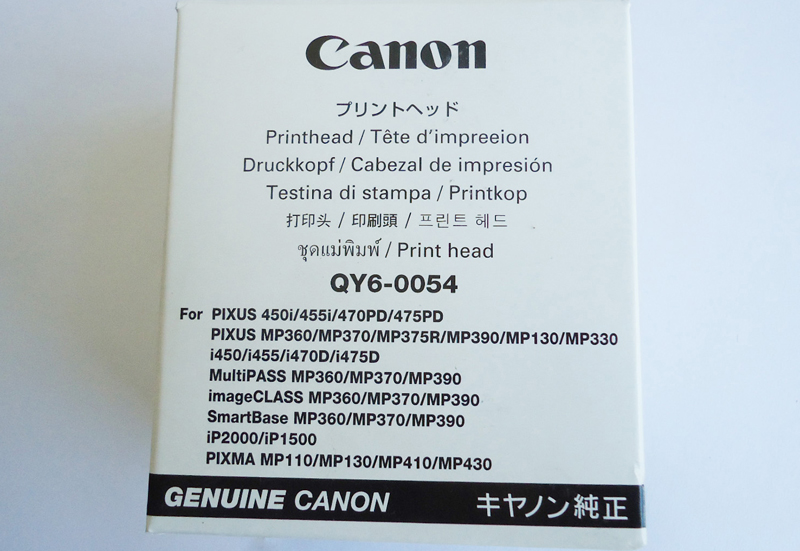 Canon
プリントヘッド
Printhead / Tête d'impreeion
Druckkopf / Cabezal de impresión
Testina di stampa / Printkop
打印头 / 印刷頭 / 프린트 헤드
ชุดแม่พิมพ์ / Print head
QY6-0054
For PIXUS 450i/455i/470PD/475PD
PIXUS MP360/MP370/MP375R/MP390/MP130/MP330
i450/i455/i470D/i475D
MultiPASS MP360/MP370/MP390
imageCLASS MP360/MP370/MP390
SmartBase MP360/MP370/MP390
iP2000/iP1500
PIXMA MP110/MP130/MP410/MP430
GENUINE CANON キヤノン純正